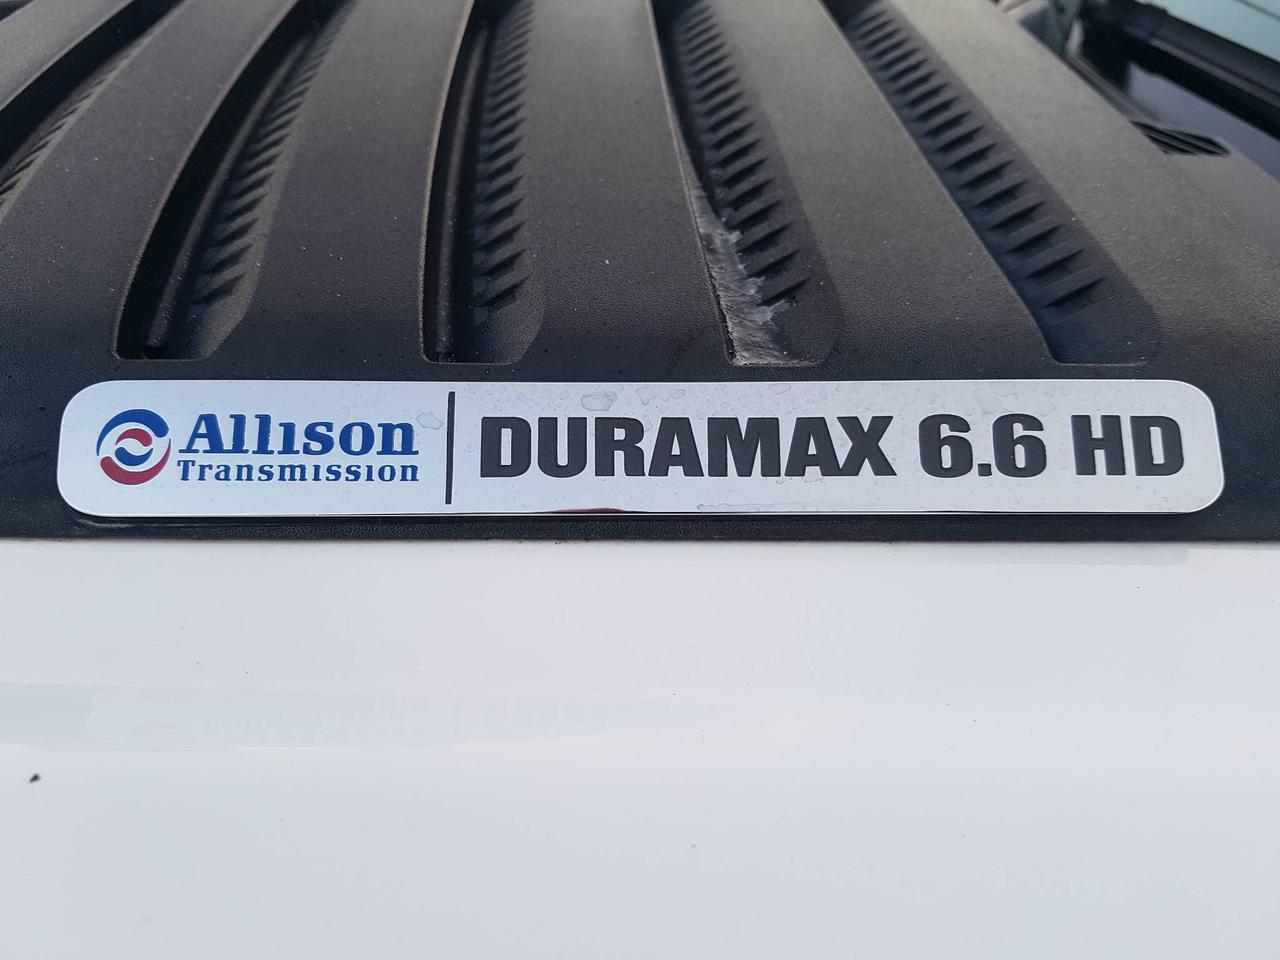 Allison
Transmission
DURAMAX 6.6 HD